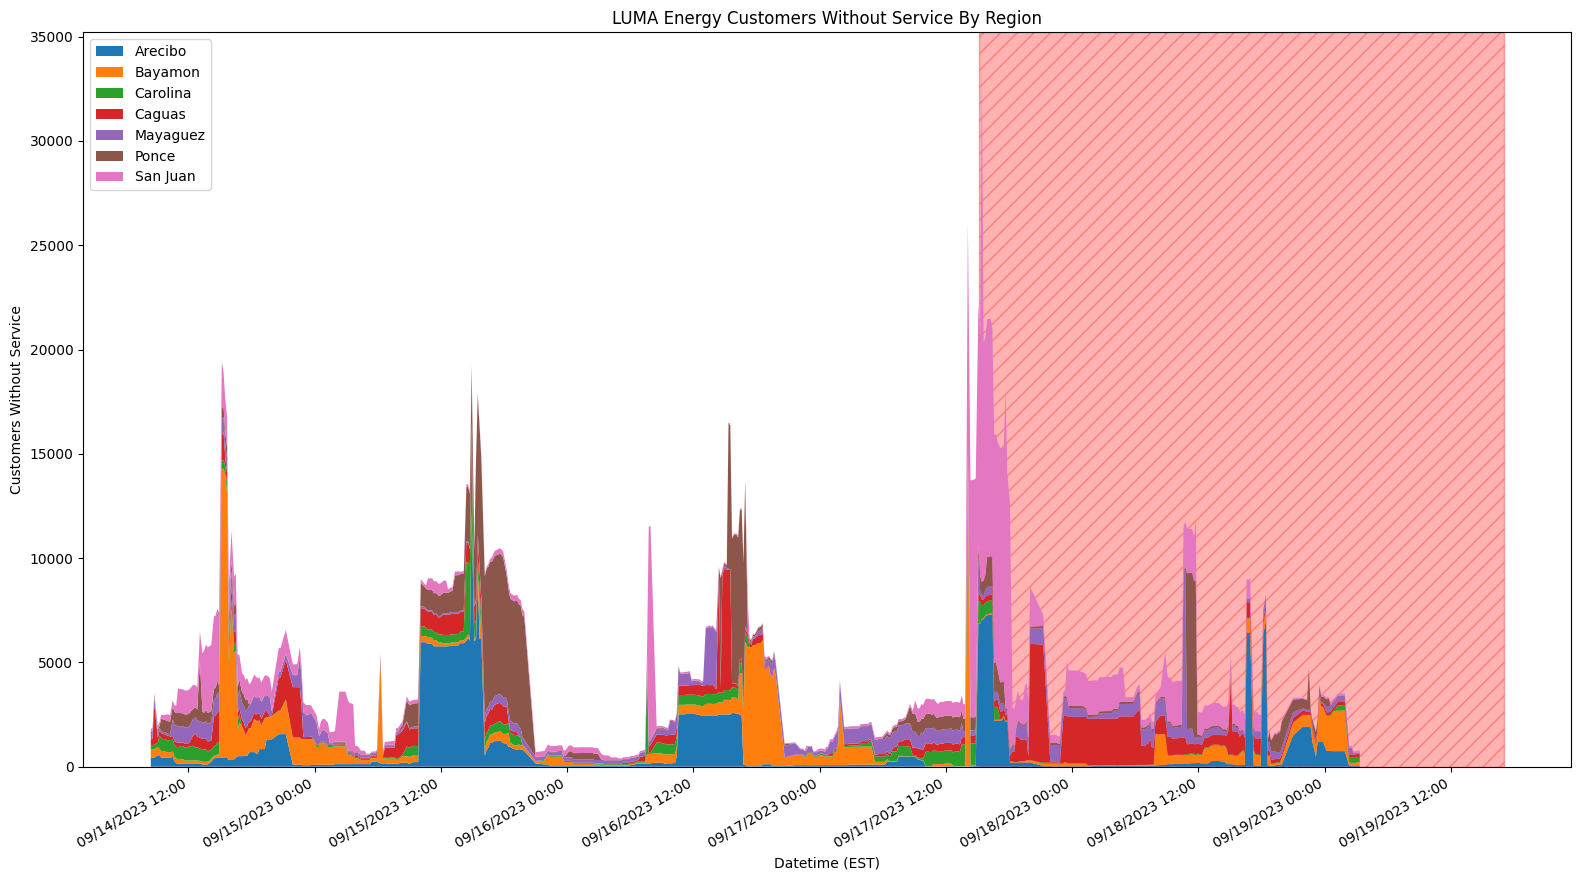 LUMA Energy Customers Without Service By Region
Arecibo
Bayamon
Carolina
Caguas
Mayaguez
Ponce
San Juan
35000
30000
25000
20000
15000
10000
5000
0
Customers Without Service
09/14/2023 12:00
09/15/2023 00:00
09/15/2023 12:00
09/16/2023 00:00
09/16/2023 12:00
09/17/2023 00:00
09/17/2023 12:00
09/18/2023 00:00
09/18/2023 12:00
09/19/2023 00:00
09/19/2023 12:00
Datetime (EST)